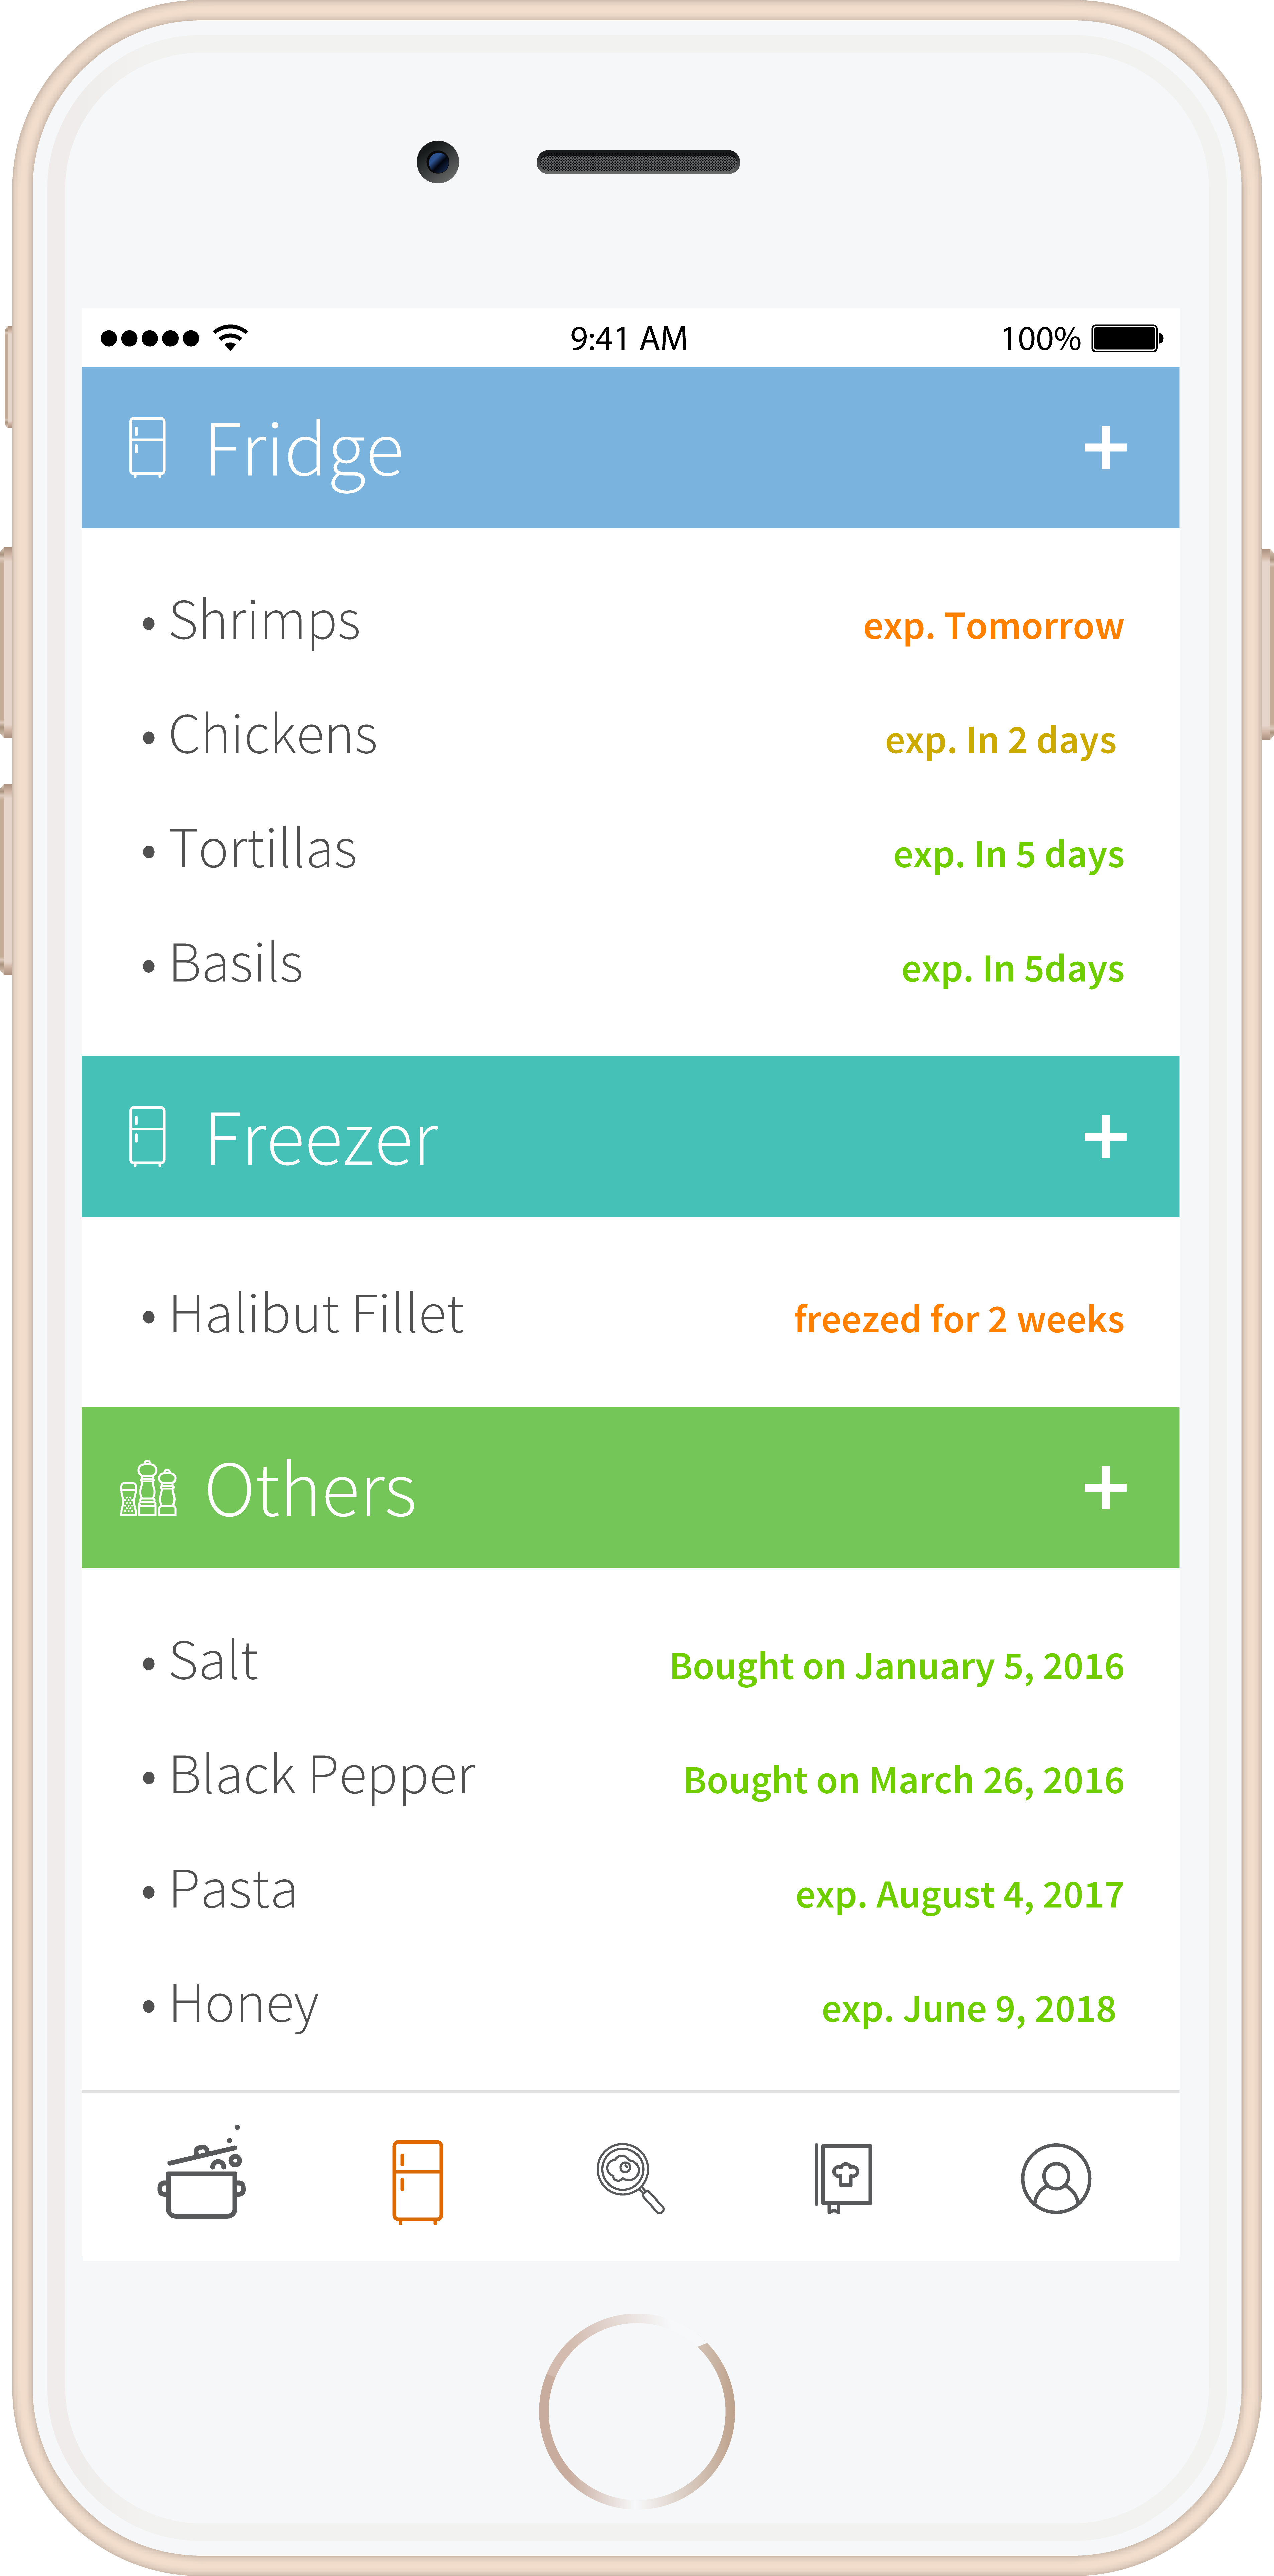 9:41 AM 100%
Fridge +
• Shrimps exp. Tomorrow
• Chickens exp. In 2 days
• Tortillas exp. In 5 days
• Basils exp. In 5days
Freezer +
• Halibut Fillet freezed for 2 weeks
Others +
• Salt Bought on January 5, 2016
• Black Pepper Bought on March 26, 2016
• Pasta exp. August 4, 2017
• Honey exp. June 9, 2018